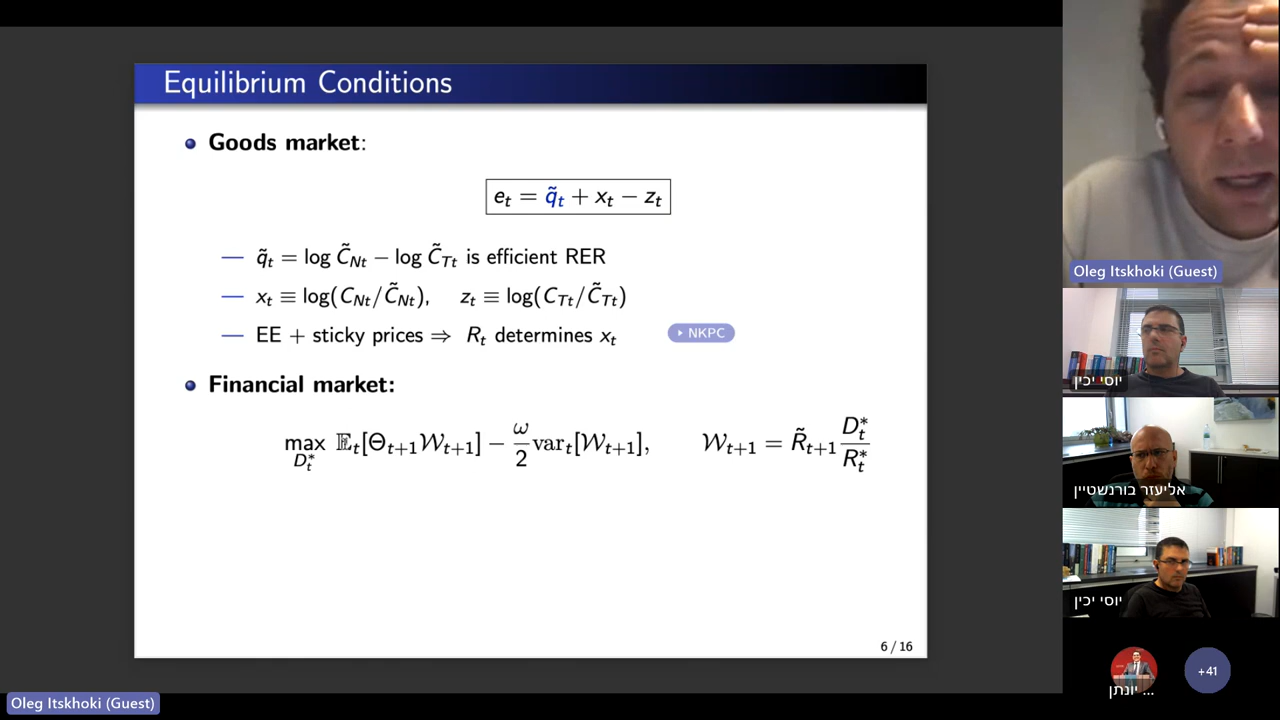 Equilibrium Conditions
Goods market:
e_t = q̃_t + x_t − z_t
— q̃_t = log C̃_Nt − log C̃_Tt is efficient RER
— x_t ≡ log(C_Nt/C̃_Nt), z_t ≡ log(C_Tt/C̃_Tt)
— EE + sticky prices ⇒ R_t determines x_t
NKPC
Financial market:
max_{D*_t} 𝔼_t[Θ_{t+1}𝒲_{t+1}] − ω/2 var_t[𝒲_{t+1}], 𝒲_{t+1} = R̃_{t+1} D*_t/R*_t
6 / 16
Oleg Itskhoki (Guest)
Oleg Itskhoki (Guest)
יוסי יכין
אליעזר בורנשטיין
יוסי יכין
יונתן ...
+41